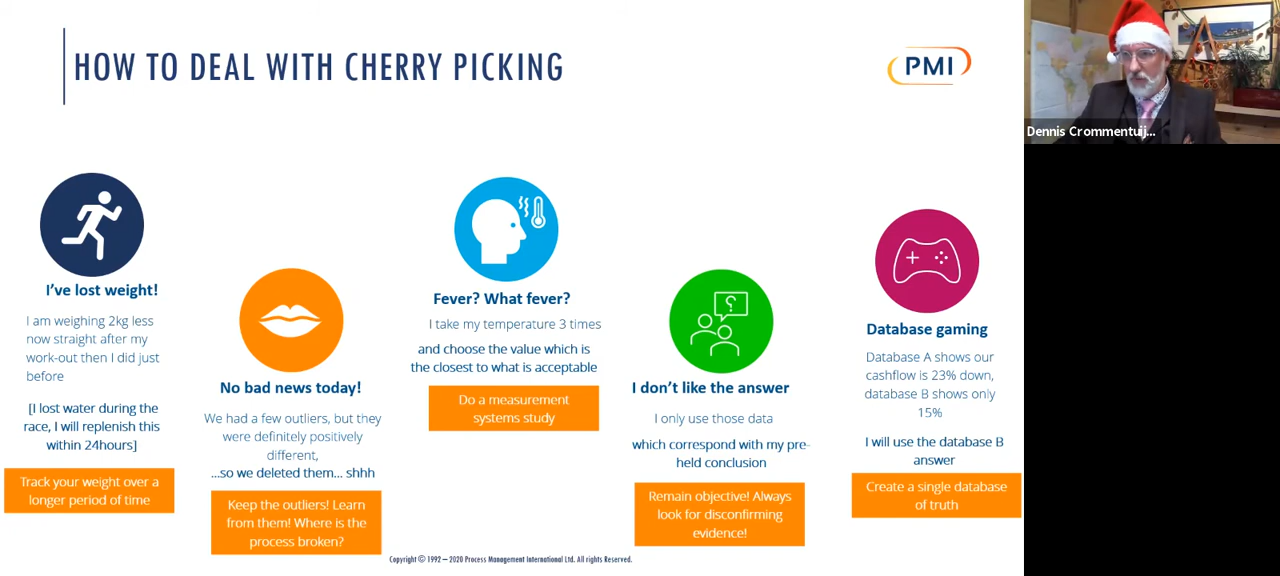 HOW TO DEAL WITH CHERRY PICKING
PMI
Dennis Crommentuij...
I've lost weight!
I am weighing 2kg less
now straight after my
work-out then I did just
before
[I lost water during the
race, I will replenish this
within 24hours]
Track your weight over a
longer period of time
No bad news today!
We had a few outliers, but they
were definitely positively
different,
...so we deleted them... shhh
Keep the outliers! Learn
from them! Where is the
process broken?
Fever? What fever?
I take my temperature 3 times
and choose the value which is
the closest to what is acceptable
Do a measurement
systems study
I don't like the answer
I only use those data
which correspond with my pre-
held conclusion
Remain objective! Always
look for disconfirming
evidence!
Database gaming
Database A shows our
cashflow is 23% down,
database B shows only
15%
I will use the database B
answer
Create a single database
of truth
Copyright © 1992 – 2020 Process Management International Ltd. All rights Reserved.